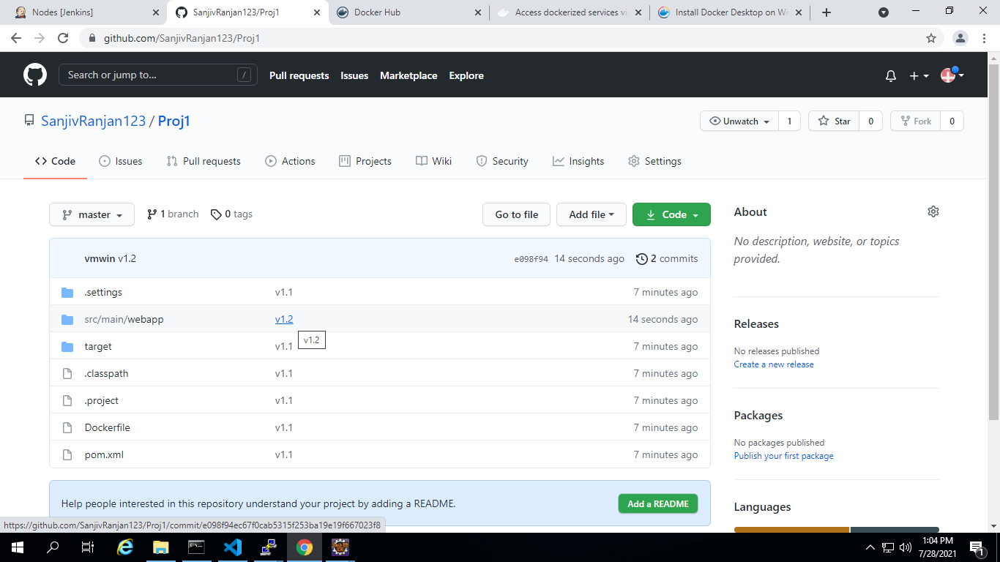 Nodes [Jenkins]
SanjivRanjan123/Proj1
Docker Hub
Access dockerized services via
Install Docker Desktop on Wi
github.com/SanjivRanjan123/Proj1
Search or jump to...
/
Pull requests
Issues
Marketplace
Explore
SanjivRanjan123 / Proj1
Unwatch
1
Star
0
Fork
0
Code
Issues
Pull requests
Actions
Projects
Wiki
Security
Insights
Settings
master
1 branch
0 tags
Go to file
Add file
Code
vmwin v1.2
e098f94 14 seconds ago
2 commits
.settings v1.1 7 minutes ago
src/main/webapp v1.2 14 seconds ago
v1.2
target v1.1 7 minutes ago
.classpath v1.1 7 minutes ago
.project v1.1 7 minutes ago
Dockerfile v1.1 7 minutes ago
pom.xml v1.1 7 minutes ago
Help people interested in this repository understand your project by adding a README.
Add a README
About
No description, website, or topics
provided.
Releases
No releases published
Create a new release
Packages
No packages published
Publish your first package
Languages
https://github.com/SanjivRanjan123/Proj1/commit/e098f94ec67f0cab5315f253ba19e19f667023f8
1:04 PM
7/28/2021
1